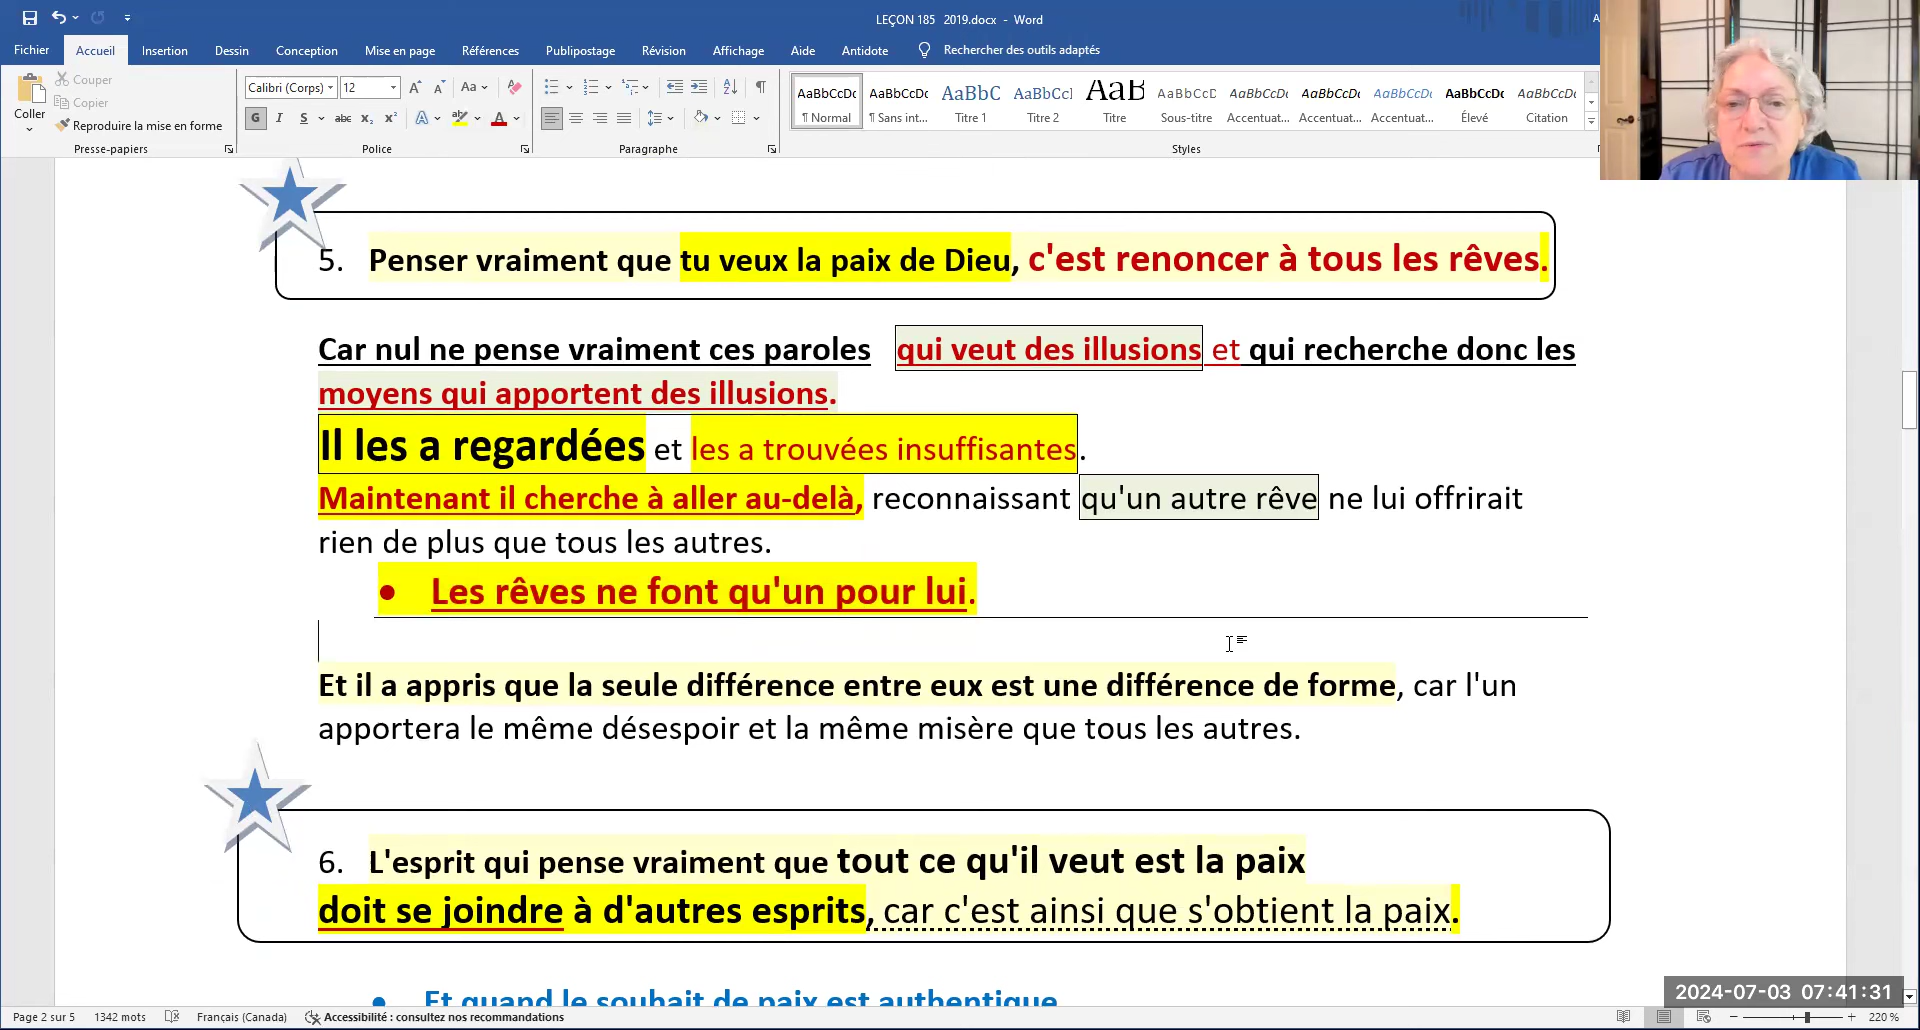 LEÇON 185 2019.docx - Word
Fichier Accueil Insertion Dessin Conception Mise en page Références Publipostage Révision Affichage Aide Antidote Rechercher des outils adaptés
Coller
Couper
Copier
Reproduire la mise en forme
Presse-papiers
Calibri (Corps) 12
Police
Paragraphe
AaBbCcDc AaBbCcDc AaBbC AaBbCcI AaB AaBbCcD AaBbCcDc AaBbCcDc AaBbCcDc AaBbCcDc AaBbCcDc
¶ Normal ¶ Sans int... Titre 1 Titre 2 Titre Sous-titre Accentuat... Accentuat... Accentuat... Élevé Citation
Styles
5. Penser vraiment que tu veux la paix de Dieu, c'est renoncer à tous les rêves.
Car nul ne pense vraiment ces paroles qui veut des illusions et qui recherche donc les
moyens qui apportent des illusions.
Il les a regardées et les a trouvées insuffisantes.
Maintenant il cherche à aller au-delà, reconnaissant qu'un autre rêve ne lui offrirait
rien de plus que tous les autres.
• Les rêves ne font qu'un pour lui.
Et il a appris que la seule différence entre eux est une différence de forme, car l'un
apportera le même désespoir et la même misère que tous les autres.
6. L'esprit qui pense vraiment que tout ce qu'il veut est la paix
doit se joindre à d'autres esprits, car c'est ainsi que s'obtient la paix.
• Et quand le souhait de paix est authentique
2024-07-03 07:41:31
Page 2 sur 5 1342 mots Français (Canada) Accessibilité : consultez nos recommandations 220 %